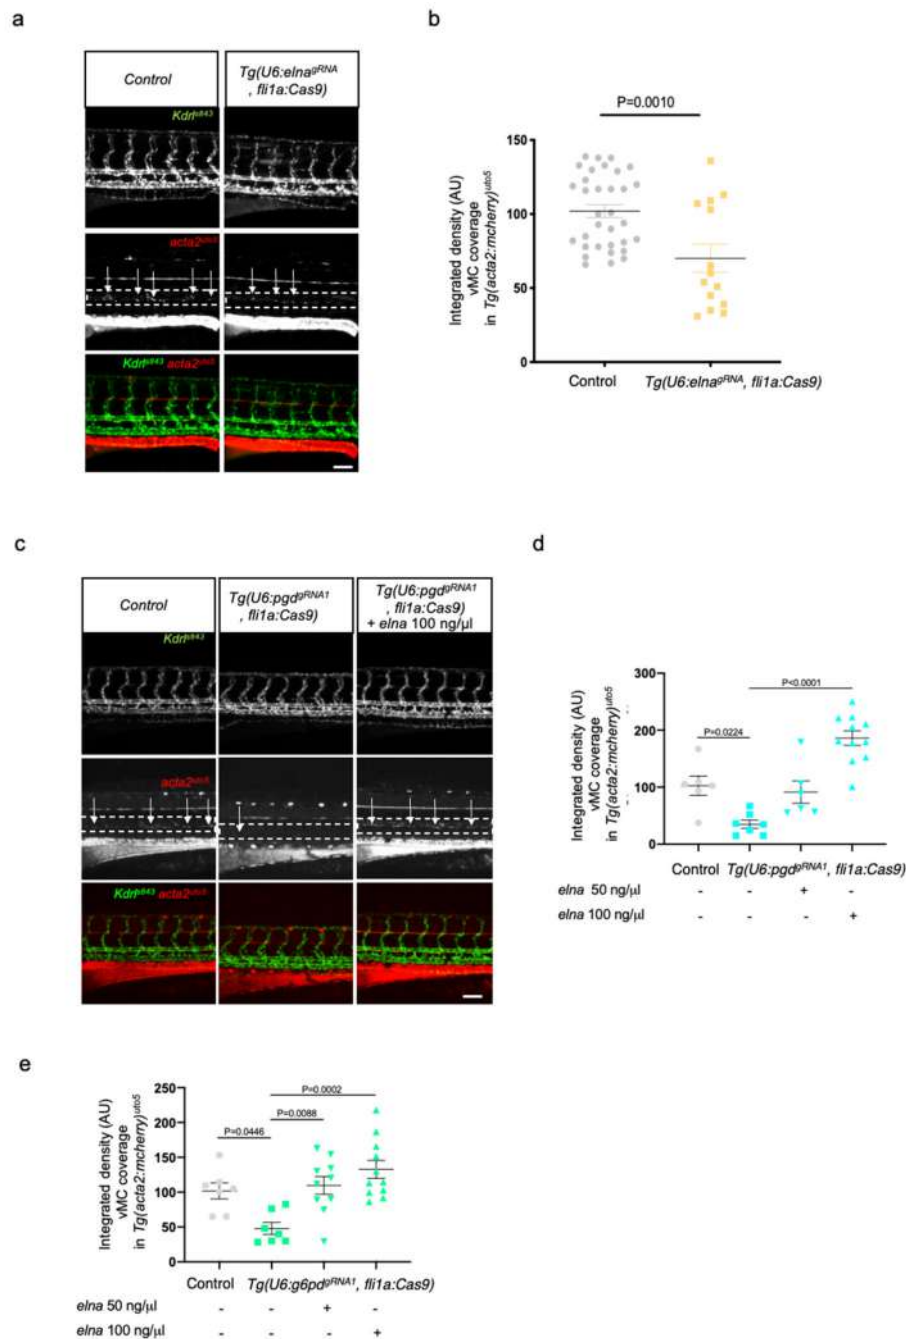 a
Control
Tg(U6:elnagRNA
, fli1a:Cas9)
Kdrls843
acta2uto5
Kdrls843 acta2uto5
b
P=0.0010
Integrated density (AU)
vMC coverage
in Tg(acta2:mcherry)uto5
150
100
50
0
Control
Tg(U6:elnagRNA, fli1a:Cas9)
c
Control
Tg(U6:pgdgRNA1
, fli1a:Cas9)
Tg(U6:pgdgRNA1
, fli1a:Cas9)
+ elna 100 ng/µl
Kdrls843
acta2uto5
Kdrls843 acta2uto5
d
P<0.0001
P=0.0224
Integrated density (AU)
vMC coverage
in Tg(acta2:mcherry)uto5
300
200
100
0
Control Tg(U6:pgdgRNA1, fli1a:Cas9)
elna 50 ng/µl - - + -
elna 100 ng/µl - - - +
e
P=0.0002
P=0.0088
P=0.0446
Integrated density (AU)
vMC coverage
in Tg(acta2:mcherry)uto5
250
200
150
100
50
0
Control Tg(U6:g6pdgRNA1, fli1a:Cas9)
elna 50 ng/µl - - + -
elna 100 ng/µl - - - +